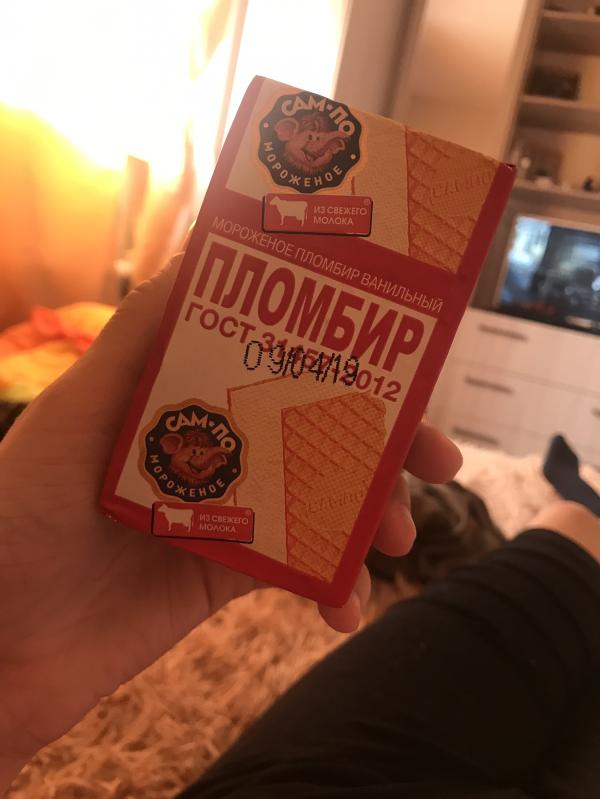 САМ-ПО
МОРОЖЕНОЕ
ИЗ СВЕЖЕГО
МОЛОКА
МОРОЖЕНОЕ ПЛОМБИР ВАНИЛЬНЫЙ
ПЛОМБИР
ГОСТ 31457-2012
09/04/19
САМ-ПО
МОРОЖЕНОЕ
ИЗ СВЕЖЕГО
МОЛОКА